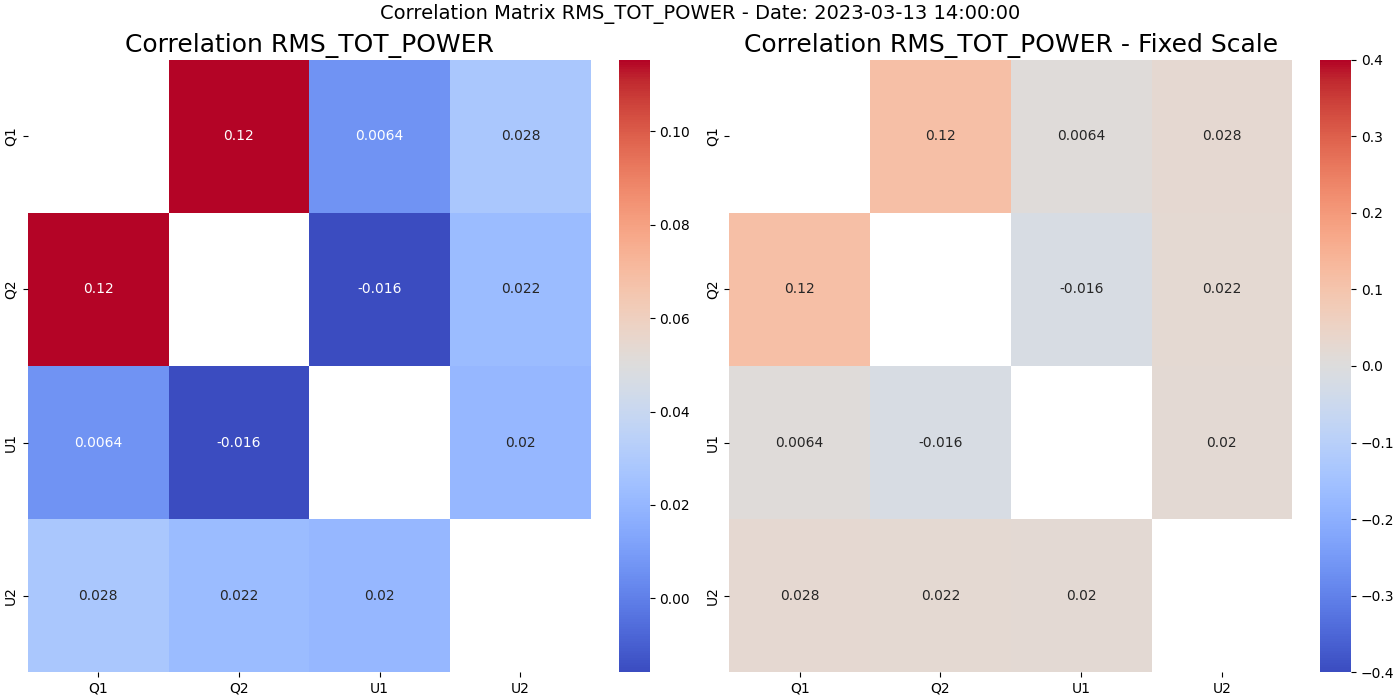 Correlation Matrix RMS_TOT_POWER - Date: 2023-03-13 14:00:00
Correlation RMS_TOT_POWER
Q1
0.12
0.0064
0.028
Q2
0.12
-0.016
0.022
U1
0.0064
-0.016
0.02
U2
0.028
0.022
0.02
Q1
Q2
U1
U2
0.10
0.08
0.06
0.04
0.02
0.00
Correlation RMS_TOT_POWER - Fixed Scale
Q1
0.12
0.0064
0.028
Q2
0.12
-0.016
0.022
U1
0.0064
-0.016
0.02
U2
0.028
0.022
0.02
Q1
Q2
U1
U2
0.4
0.3
0.2
0.1
0.0
−0.1
−0.2
−0.3
−0.4